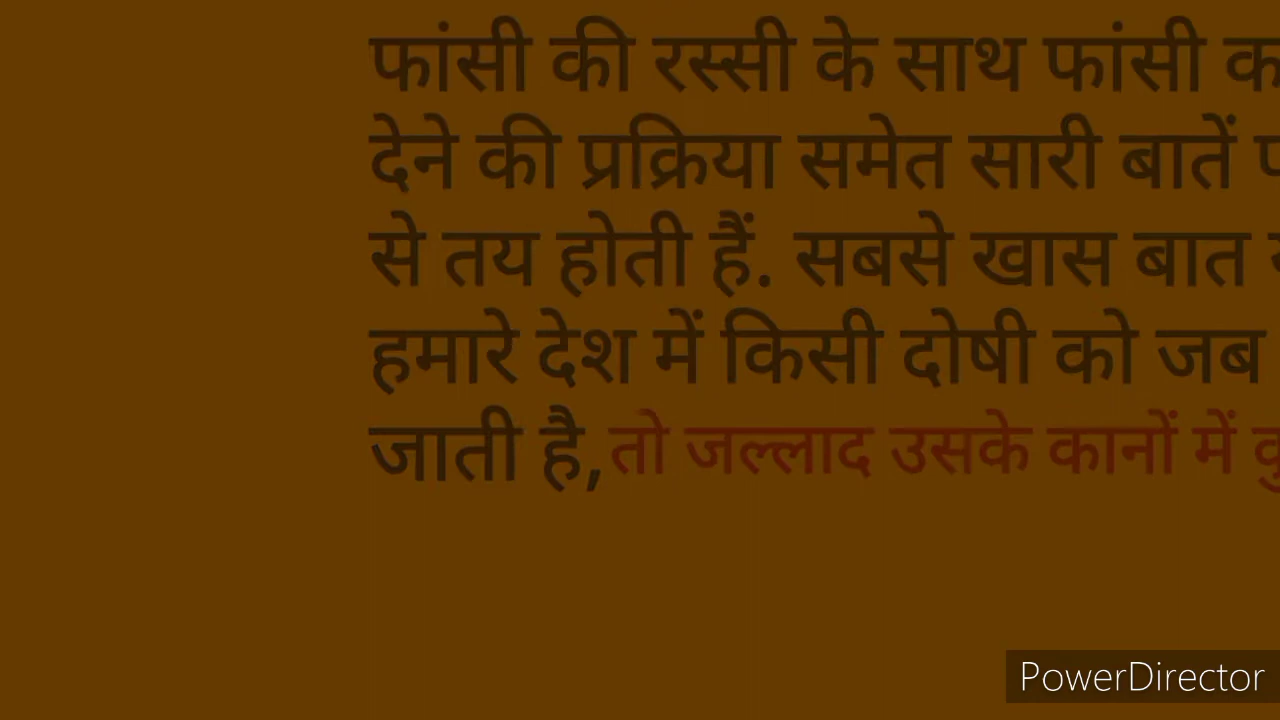 फांसी की रस्सी के साथ फांसी
देने की प्रक्रिया समेत सारी बातें
से तय होती हैं. सबसे खास बात
हमारे देश में किसी दोषी को जब
जाती है, तो जल्लाद उसके कानों में
PowerDirector